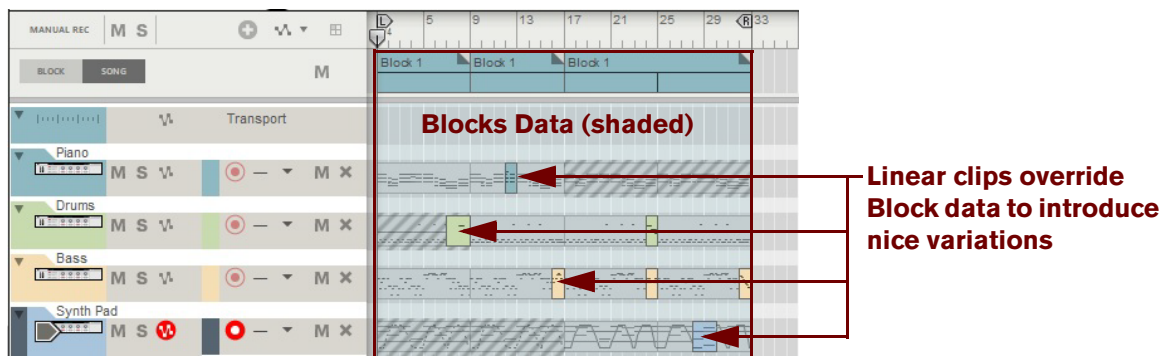 MANUAL REC M S
L 5 9 13 17 21 25 29 R 33
4
BLOCK SONG M
Block 1 Block 1 Block 1
Transport
Blocks Data (shaded)
Piano
M S M
Drums
M S M
Bass
M S M
Synth Pad
M S M
Linear clips override
Block data to introduce
nice variations